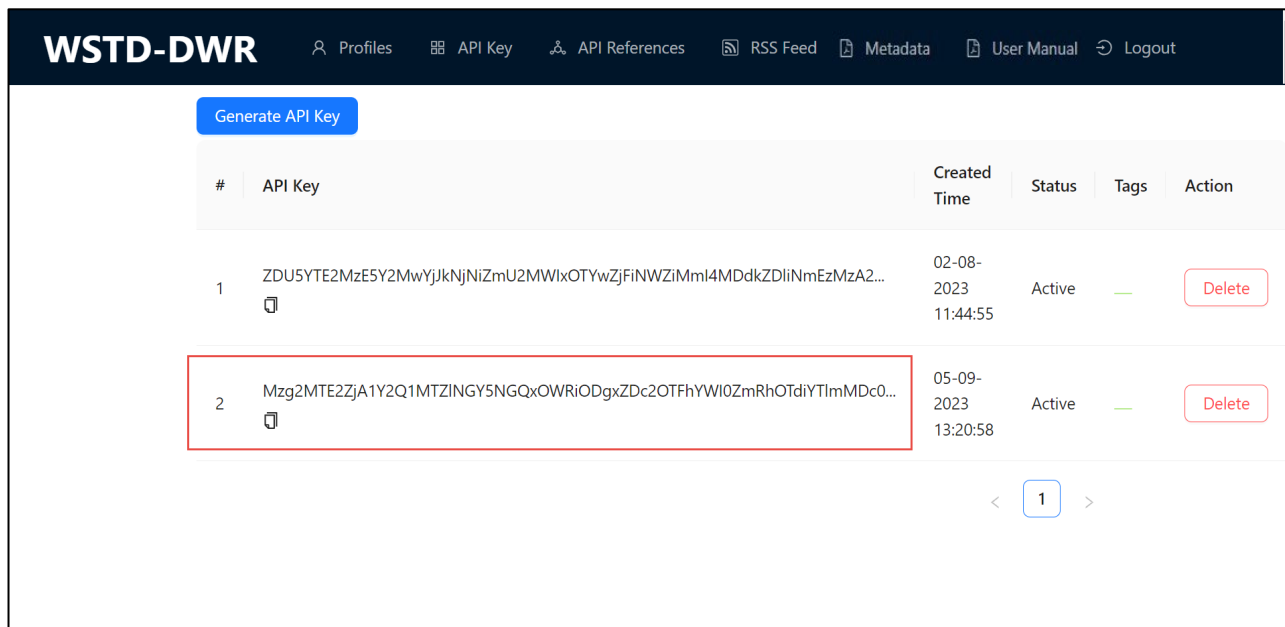 WSTD-DWR Profiles API Key API References RSS Feed Metadata User Manual Logout
Generate API Key
# API Key Created Time Status Tags Action
1 ZDU5YTE2MzE5Y2MwYjJkNjNiZmU2MWIxOTYwZjFiNWZiMmI4MDdkZDliNmEzMzA2... 02-08-2023 11:44:55 Active Delete
2 Mzg2MTE2ZjA1Y2Q1MTZlNGY5NGQxOWRiODgxZDc2OTFhYWI0ZmRhOTdiYTlmMDc0... 05-09-2023 13:20:58 Active Delete
< 1 >